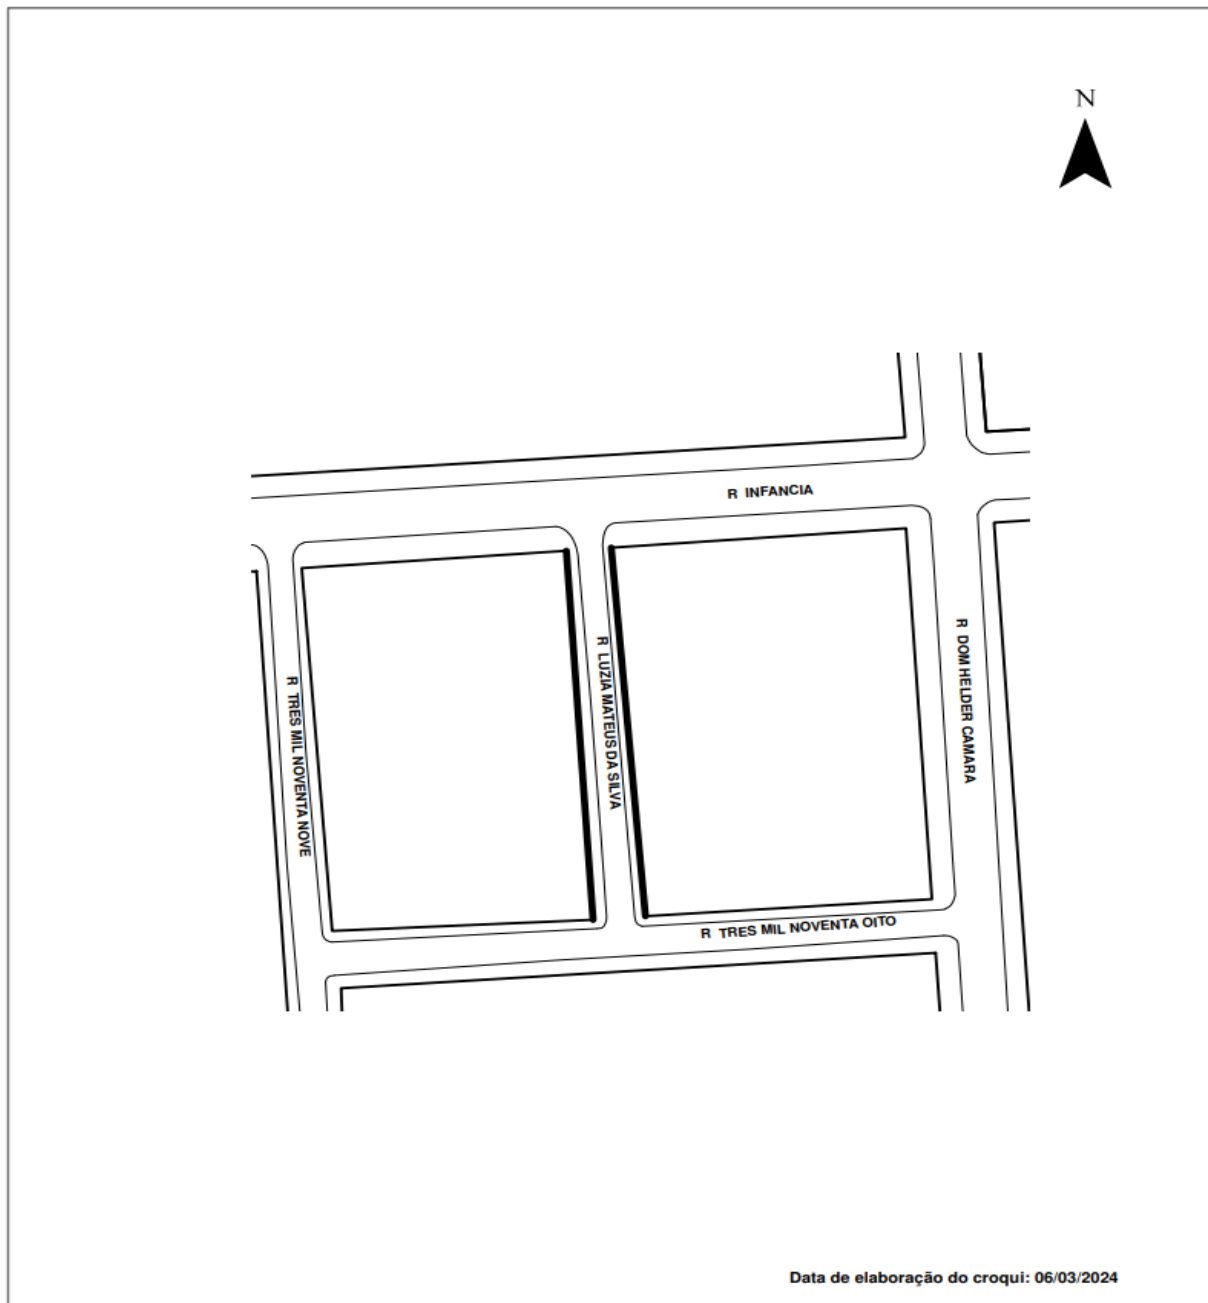 N
R INFANCIA
R DOM HELDER CAMARA
R LUZIA MATEUS DA SILVA
R TRES MIL NOVENTA NOVE
R TRES MIL NOVENTA OITO
Data de elaboração do croqui: 06/03/2024